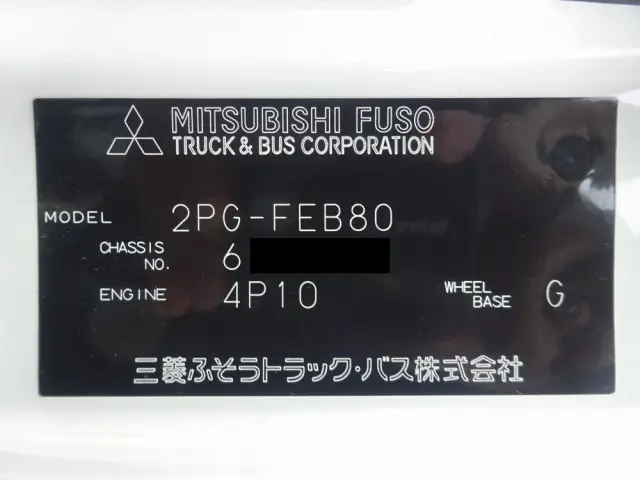 MITSUBISHI FUSO
TRUCK & BUS CORPORATION
MODEL 2PG-FEB80
CHASSIS NO. 6
ENGINE 4P10 WHEEL BASE G
三菱ふそうトラック・バス株式会社